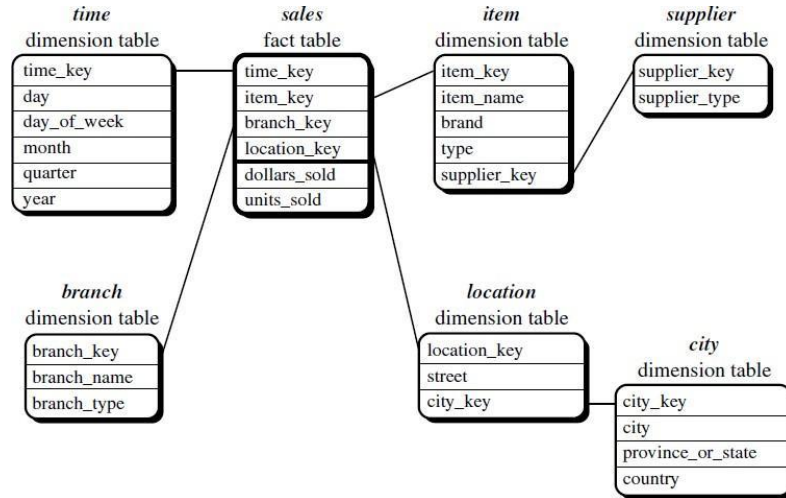 time
dimension table
time_key
day
day_of_week
month
quarter
year
sales
fact table
time_key
item_key
branch_key
location_key
dollars_sold
units_sold
item
dimension table
item_key
item_name
brand
type
supplier_key
supplier
dimension table
supplier_key
supplier_type
branch
dimension table
branch_key
branch_name
branch_type
location
dimension table
location_key
street
city_key
city
dimension table
city_key
city
province_or_state
country